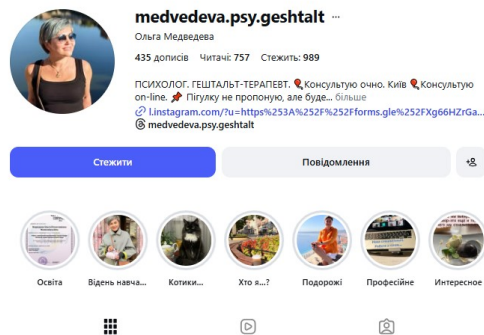 medvedeva.psy.geshtalt ...
Ольга Медведева
435 дописів Читачі: 757 Стежить: 989
ПСИХОЛОГ. ГЕШТАЛЬТ-ТЕРАПЕВТ. Консультую очно. Київ Консультую
on-line. 📌 Пігулку не пропоную, але буде... більше
l.instagram.com/?u=https%253A%252F%252Fforms.gle%252FXg66HZrGa...
medvedeva.psy.geshtalt
Стежити Повідомлення
Освіта Відень навча... Котики... Хто я...? Подорожі Професійне Интересное